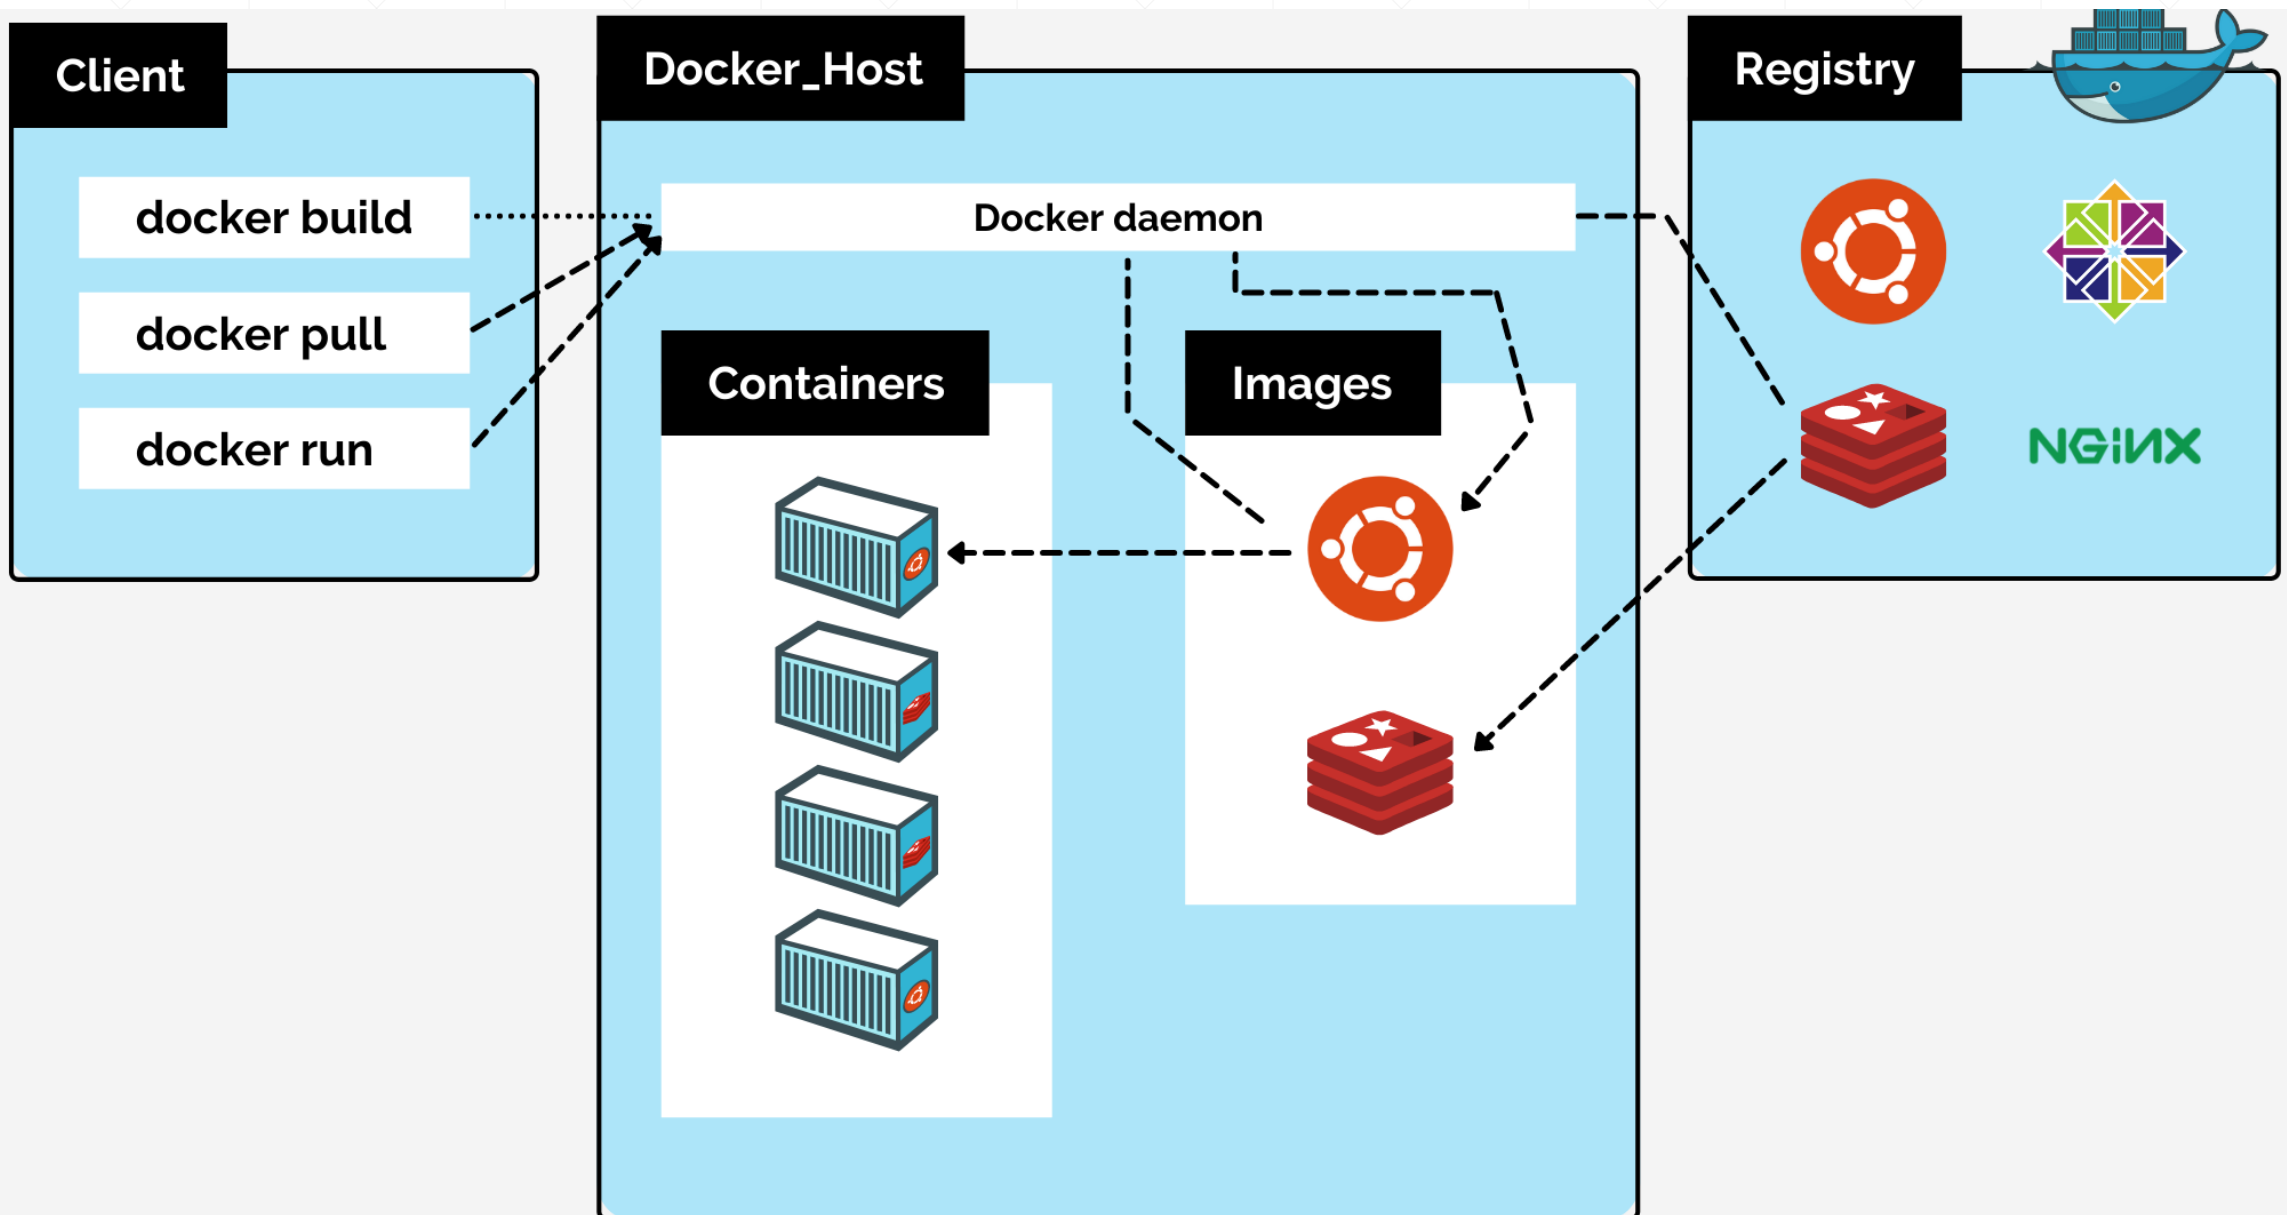 Client
docker build
docker pull
docker run
Docker_Host
Docker daemon
Containers
Images
Registry
NGiNX